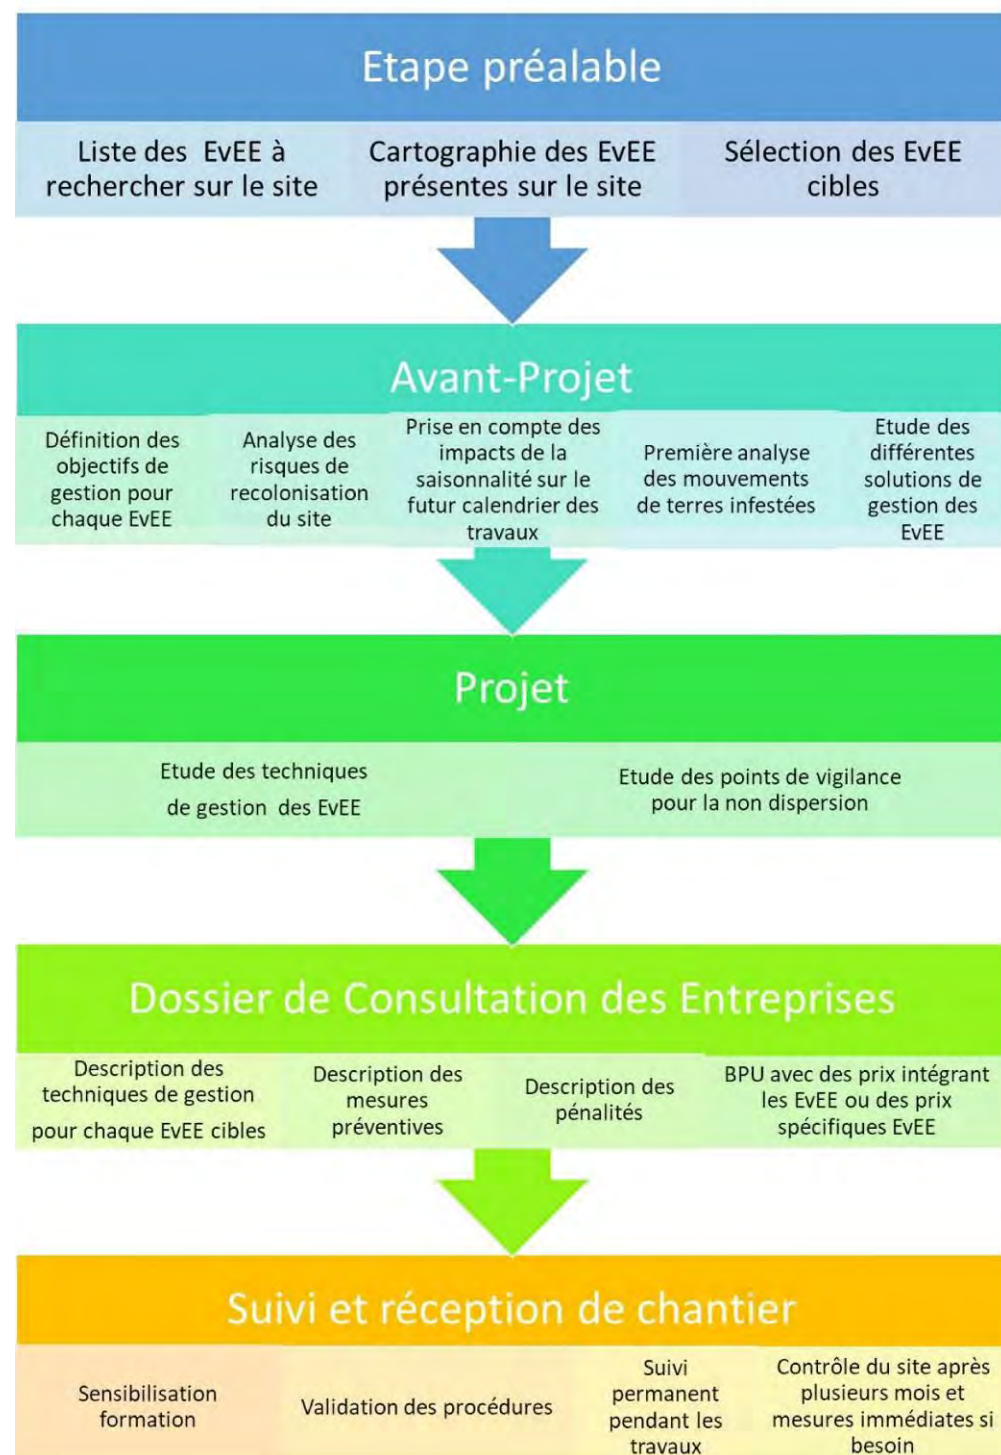 Etape préalable
Liste des EvEE à
rechercher sur le site
Cartographie des EvEE
présentes sur le site
Sélection des EvEE
cibles
Avant-Projet
Définition des
objectifs de
gestion pour
chaque EvEE
Analyse des
risques de
recolonisation
du site
Prise en compte des
impacts de la
saisonnalité sur le
futur calendrier des
travaux
Première analyse
des mouvements
de terres infestées
Etude des
différentes
solutions de
gestion des
EvEE
Projet
Etude des techniques
de gestion des EvEE
Etude des points de vigilance
pour la non dispersion
Dossier de Consultation des Entreprises
Description des
techniques de gestion
pour chaque EvEE cibles
Description des
mesures
préventives
Description des
pénalités
BPU avec des prix intégrant
les EvEE ou des prix
spécifiques EvEE
Suivi et réception de chantier
Sensibilisation
formation
Validation des procédures
Suivi
permanent
pendant les
travaux
Contrôle du site après
plusieurs mois et
mesures immédiates si
besoin